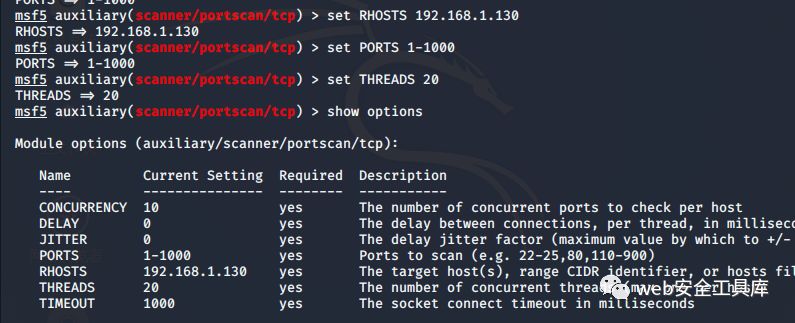 PORTS => 1-1000
msf5 auxiliary(scanner/portscan/tcp) > set RHOSTS 192.168.1.130
RHOSTS => 192.168.1.130
msf5 auxiliary(scanner/portscan/tcp) > set PORTS 1-1000
PORTS => 1-1000
msf5 auxiliary(scanner/portscan/tcp) > set THREADS 20
THREADS => 20
msf5 auxiliary(scanner/portscan/tcp) > show options
Module options (auxiliary/scanner/portscan/tcp):
Name Current Setting Required Description
---- --------------- -------- -----------
CONCURRENCY 10 yes The number of concurrent ports to check per host
DELAY 0 yes The delay between connections, per thread, in millisec
JITTER 0 yes The delay jitter factor (maximum value by which to +/-
PORTS 1-1000 yes Ports to scan (e.g. 22-25,80,110-900)
RHOSTS 192.168.1.130 yes The target host(s), range CIDR identifier, or hosts fil
THREADS 20 yes The number of concurrent per host
TIMEOUT 1000 yes The socket connect timeout in milliseconds
web安全工具库